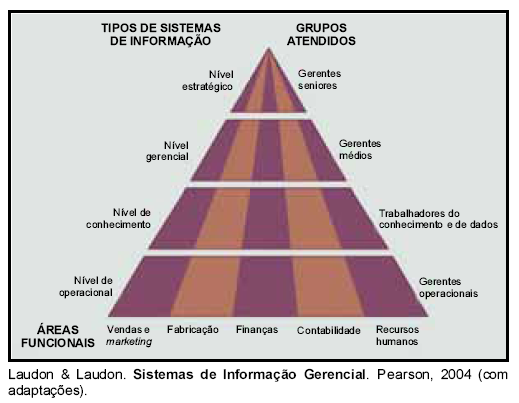 TIPOS DE SISTEMAS
DE INFORMAÇÃO
GRUPOS
ATENDIDOS
Nível
estratégico
Gerentes
seniores
Nível
gerencial
Gerentes
médios
Nível de
conhecimento
Trabalhadores do
conhecimento e de dados
Nível de
operacional
Gerentes
operacionais
ÁREAS
FUNCIONAIS
Vendas e
marketing
Fabricação
Finanças
Contabilidade
Recursos
humanos
Laudon & Laudon. Sistemas de Informação Gerencial. Pearson, 2004 (com
adaptações).